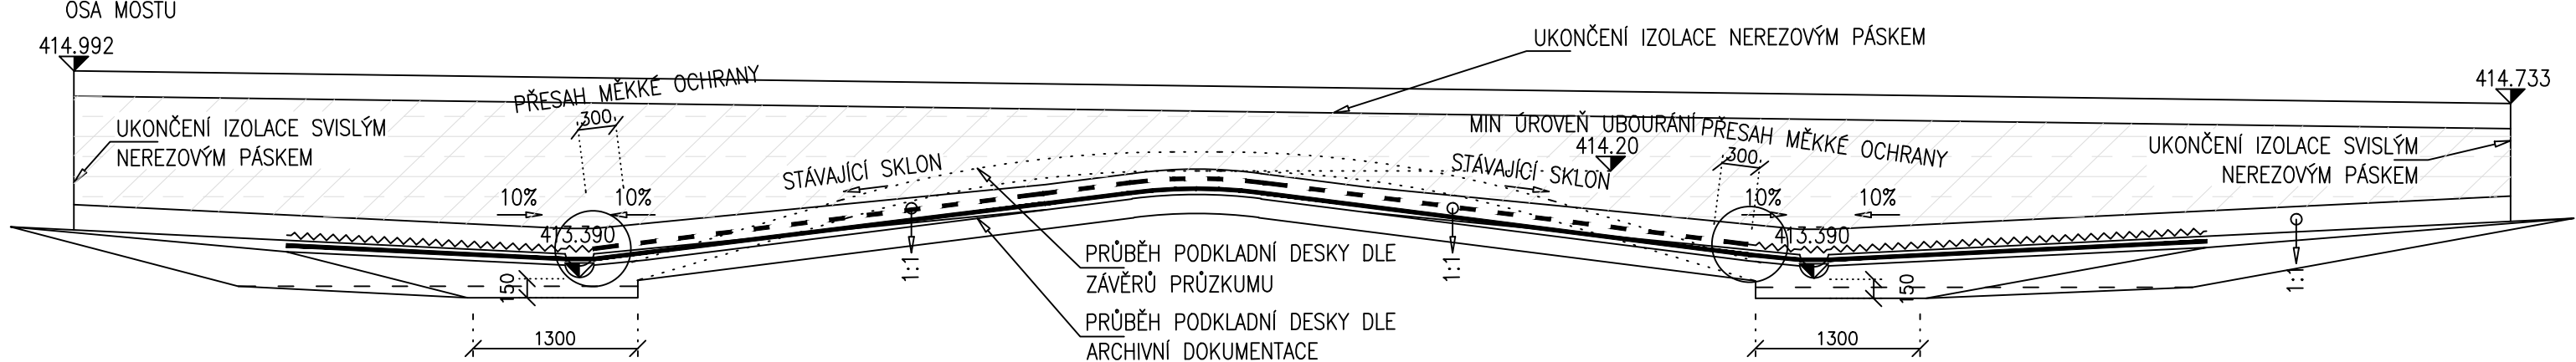 OSA MOSTU
414.992
UKONČENÍ IZOLACE NEREZOVÝM PÁSKEM
414.733
PŘESAH MĚKKÉ OCHRANY
300
UKONČENÍ IZOLACE SVISLÝM
NEREZOVÝM PÁSKEM
MIN ÚROVEŇ UBOURÁNÍ
414.20
PŘESAH MĚKKÉ OCHRANY
300
UKONČENÍ IZOLACE SVISLÝM
NEREZOVÝM PÁSKEM
STÁVAJÍCÍ SKLON
STÁVAJÍCÍ SKLON
10%
10%
10%
10%
413.390
413.390
1:1
1:1
1:1
PRŮBĚH PODKLADNÍ DESKY DLE
ZÁVĚRŮ PRŮZKUMU
150
150
PRŮBĚH PODKLADNÍ DESKY DLE
ARCHIVNÍ DOKUMENTACE
1300
1300